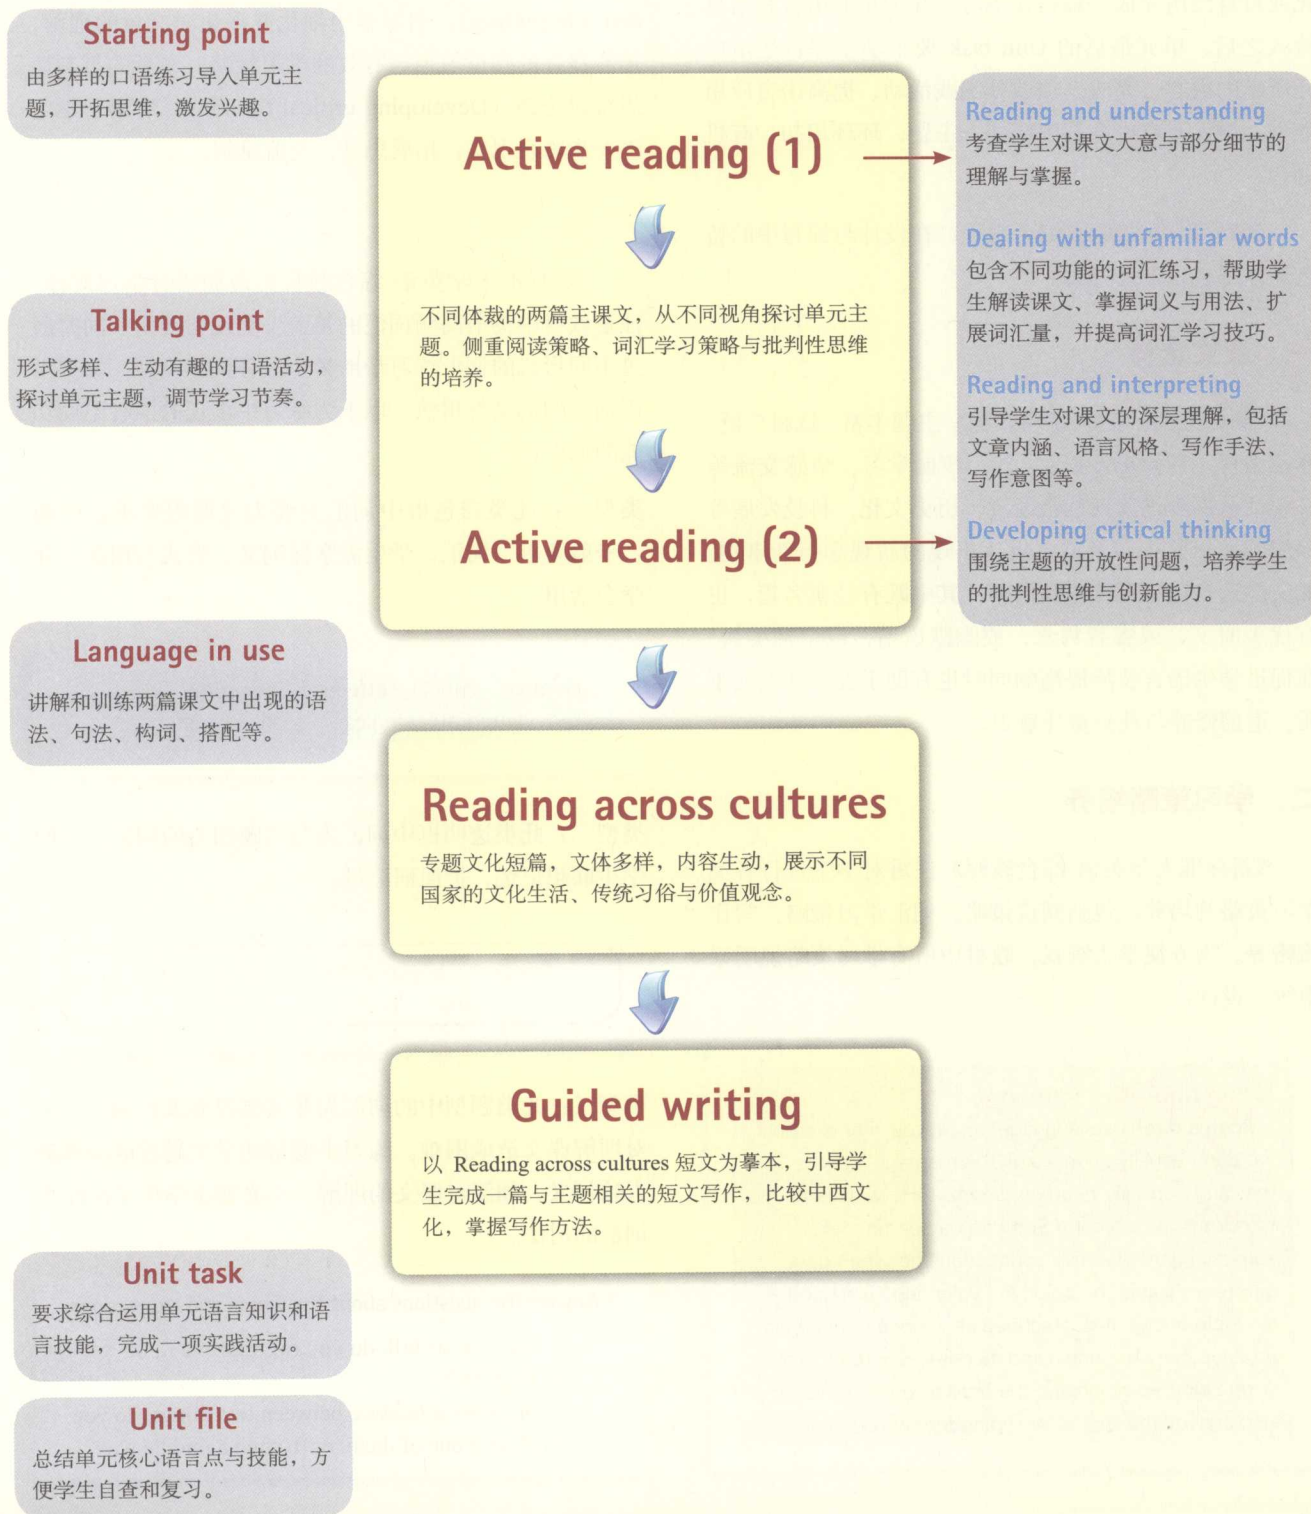 Starting point
由多样的口语练习导入单元主
题，开拓思维，激发兴趣。
Active reading (1)
Reading and understanding
考查学生对课文大意与部分细节的
理解与掌握。
Dealing with unfamiliar words
包含不同功能的词汇练习，帮助学
生解读课文、掌握词义与用法、扩
展词汇量，并提高词汇学习技巧。
Talking point
形式多样、生动有趣的口语活动，
探讨单元主题，调节学习节奏。
不同体裁的两篇主课文，从不同视角探讨单元主
题。侧重阅读策略、词汇学习策略与批判性思维
的培养。
Reading and interpreting
引导学生对课文的深层理解，包括
文章内涵、语言风格、写作手法、
写作意图等。
Active reading (2)
Developing critical thinking
围绕主题的开放性问题，培养学生
的批判性思维与创新能力。
Language in use
讲解和训练两篇课文中出现的语
法、句法、构词、搭配等。
Reading across cultures
专题文化短篇，文体多样，内容生动，展示不同
国家的文化生活、传统习俗与价值观念。
Guided writing
以 Reading across cultures 短文为摹本，引导学
生完成一篇与主题相关的短文写作，比较中西文
化，掌握写作方法。
Unit task
要求综合运用单元语言知识和语
言技能，完成一项实践活动。
Unit file
总结单元核心语言点与技能，方
便学生自查和复习。